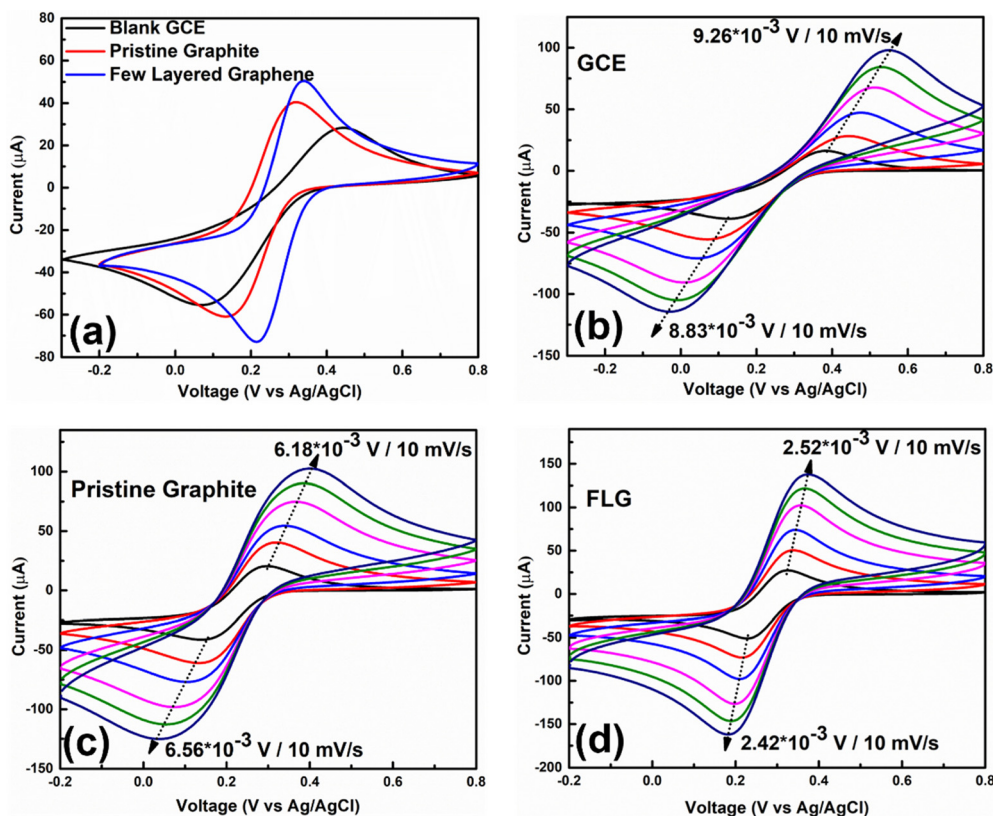 Blank GCE
Pristine Graphite
Few Layered Graphene
80
60
40
20
0
-20
-40
-60
-80
Current (μA)
(a)
-0.2 0.0 0.2 0.4 0.6 0.8
Voltage (V vs Ag/AgCl)
GCE
9.26*10⁻³ V / 10 mV/s
100
50
0
-50
-100
-150
Current (μA)
8.83*10⁻³ V / 10 mV/s
(b)
-0.2 0.0 0.2 0.4 0.6 0.8
Voltage (V vs Ag/AgCl)
6.18*10⁻³ V / 10 mV/s
Pristine Graphite
100
50
0
-50
-100
-150
Current (μA)
(c)
6.56*10⁻³ V / 10 mV/s
-0.2 0.0 0.2 0.4 0.6 0.8
Voltage (V vs Ag/AgCl)
2.52*10⁻³ V / 10 mV/s
FLG
150
100
50
0
-50
-100
-150
-200
Current (μA)
(d)
2.42*10⁻³ V / 10 mV/s
-0.2 0.0 0.2 0.4 0.6 0.8
Voltage (V vs Ag/AgCl)